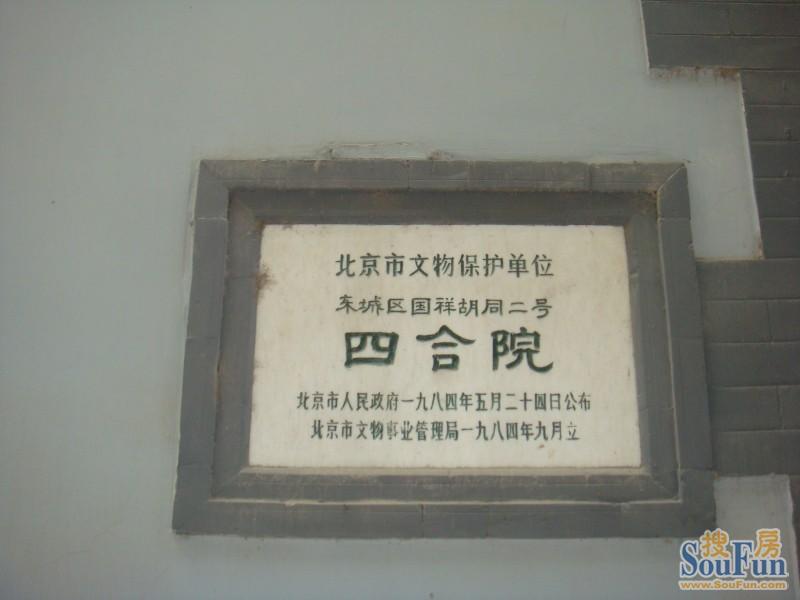 北京市文物保护单位
东城区国祥胡同二号
四合院
北京市人民政府一九八四年五月二十四日公布
北京市文物事业管理局一九八四年九月立
搜房
SouFun
www.SouFun.com